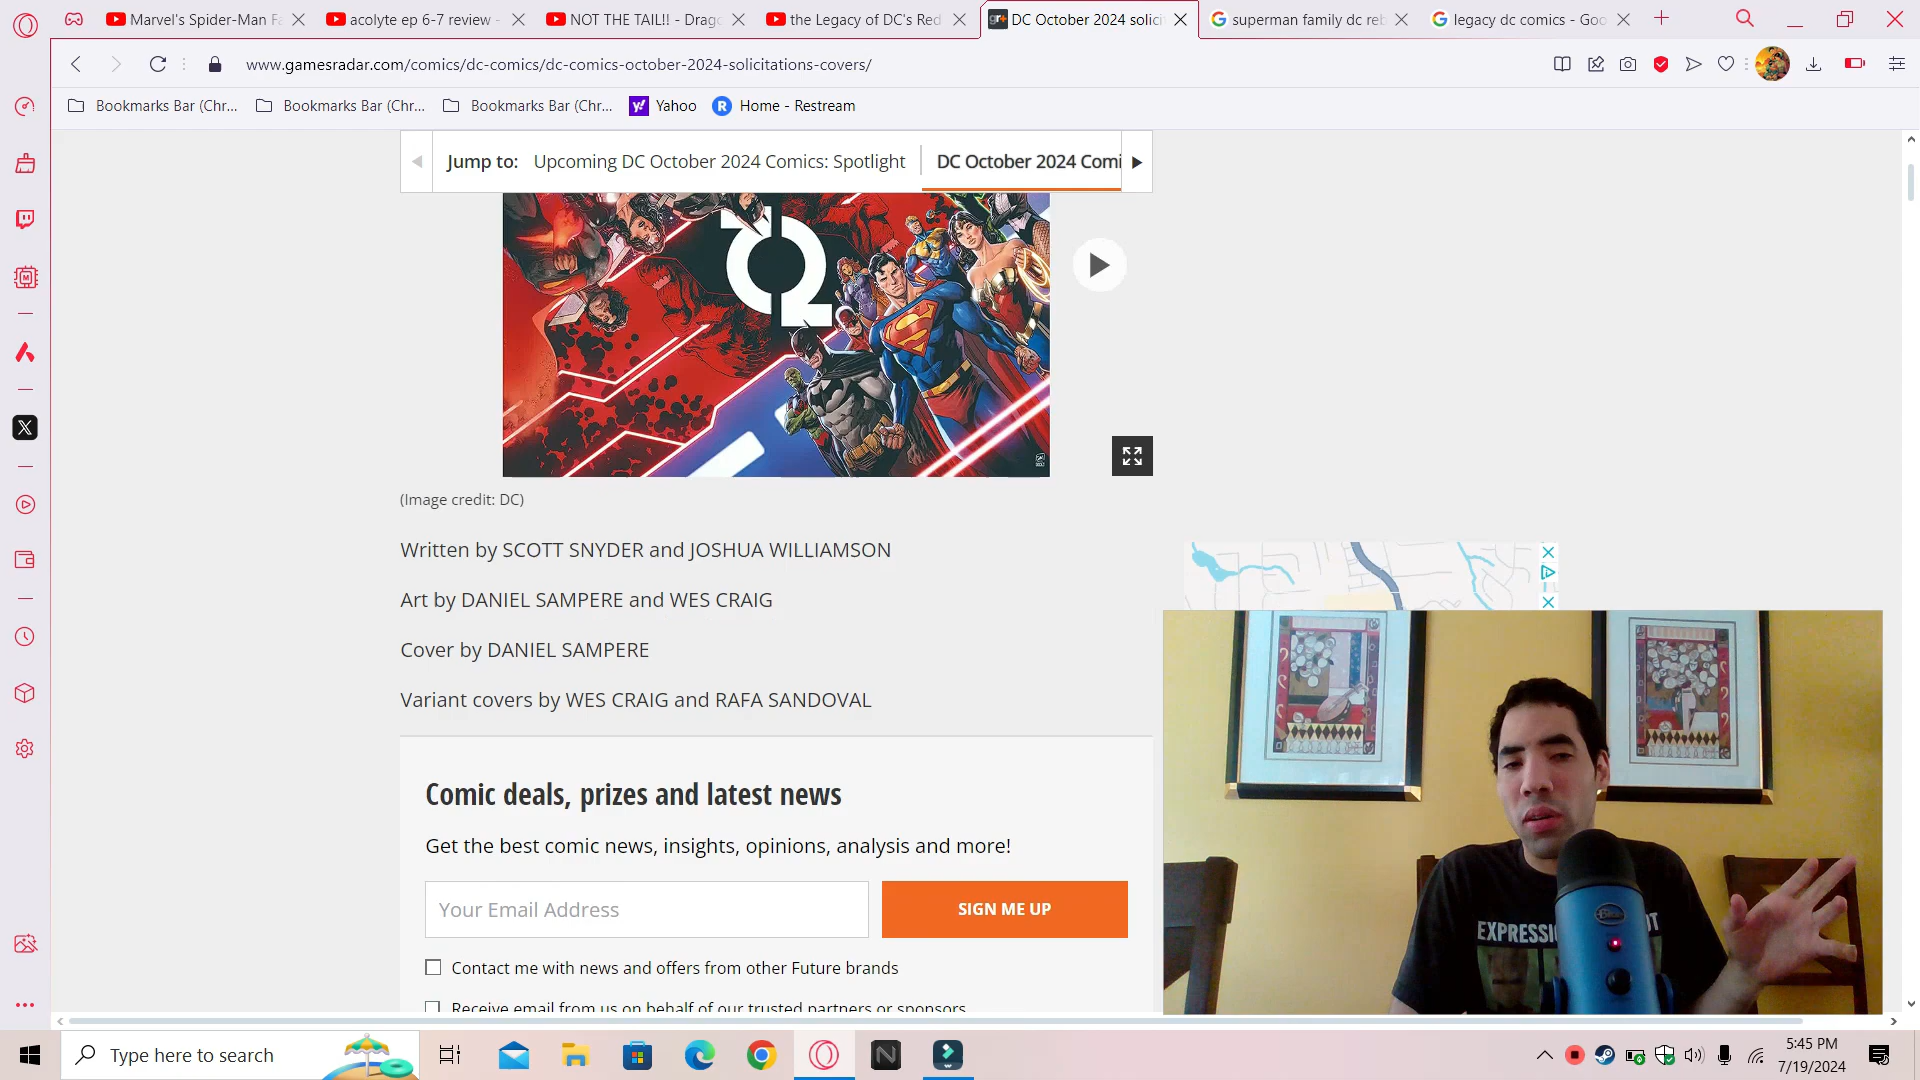 Marvel's Spider-Man Fa
acolyte ep 6-7 review -
NOT THE TAIL!! - Drago
the Legacy of DC's Red
gr+
DC October 2024 solicit
superman family dc reb
legacy dc comics - Goo
www.gamesradar.com/comics/dc-comics/dc-comics-october-2024-solicitations-covers/
Bookmarks Bar (Chr...
Bookmarks Bar (Chr...
Bookmarks Bar (Chr...
Yahoo
R
Home - Restream
Jump to:
Upcoming DC October 2024 Comics: Spotlight
DC October 2024 Comi
(Image credit: DC)
Written by SCOTT SNYDER and JOSHUA WILLIAMSON
Art by DANIEL SAMPERE and WES CRAIG
Cover by DANIEL SAMPERE
Variant covers by WES CRAIG and RAFA SANDOVAL
Comic deals, prizes and latest news
Get the best comic news, insights, opinions, analysis and more!
Your Email Address
SIGN ME UP
Contact me with news and offers from other Future brands
Receive email from us on behalf of our trusted partners or sponsors
Blue
Type here to search
5:45 PM
7/19/2024